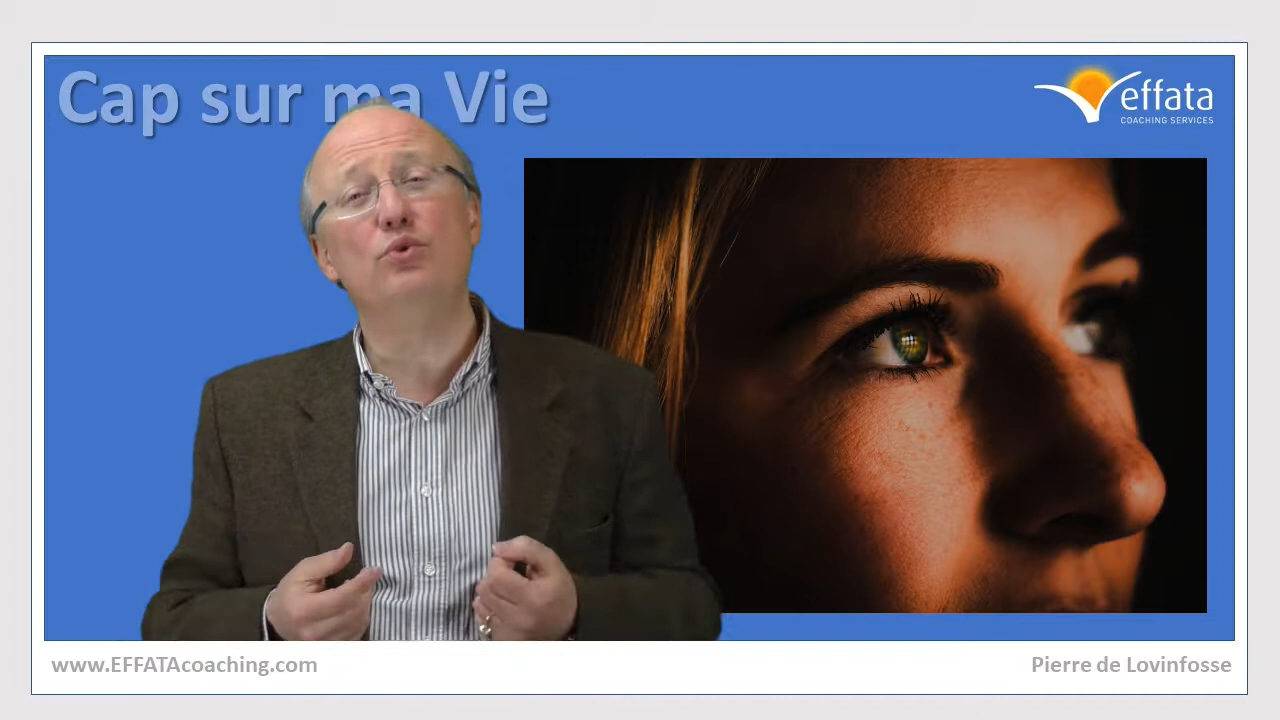 Cap sur ma Vie
effata
COACHING SERVICES
www.EFFATAcoaching.com
Pierre de Lovinfosse